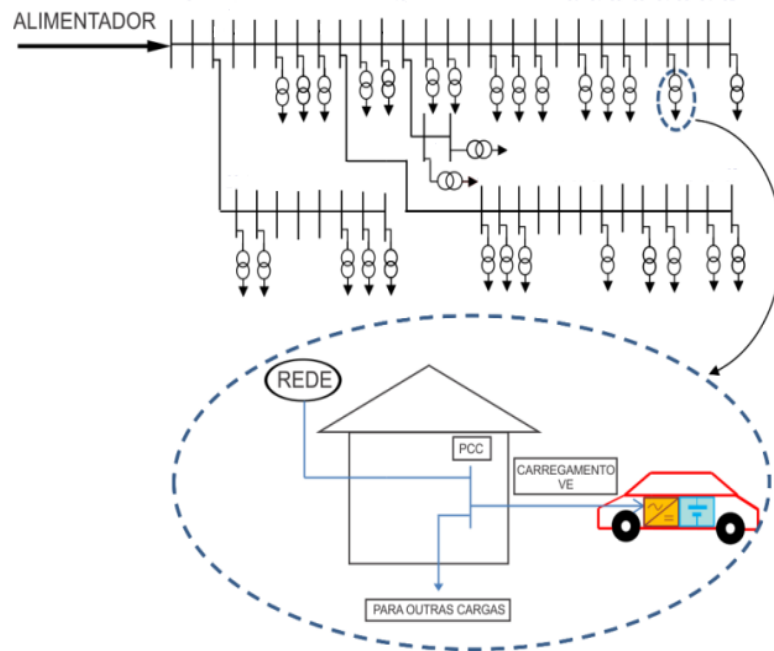 ALIMENTADOR
REDE
PCC
CARREGAMENTO
VE
PARA OUTRAS CARGAS